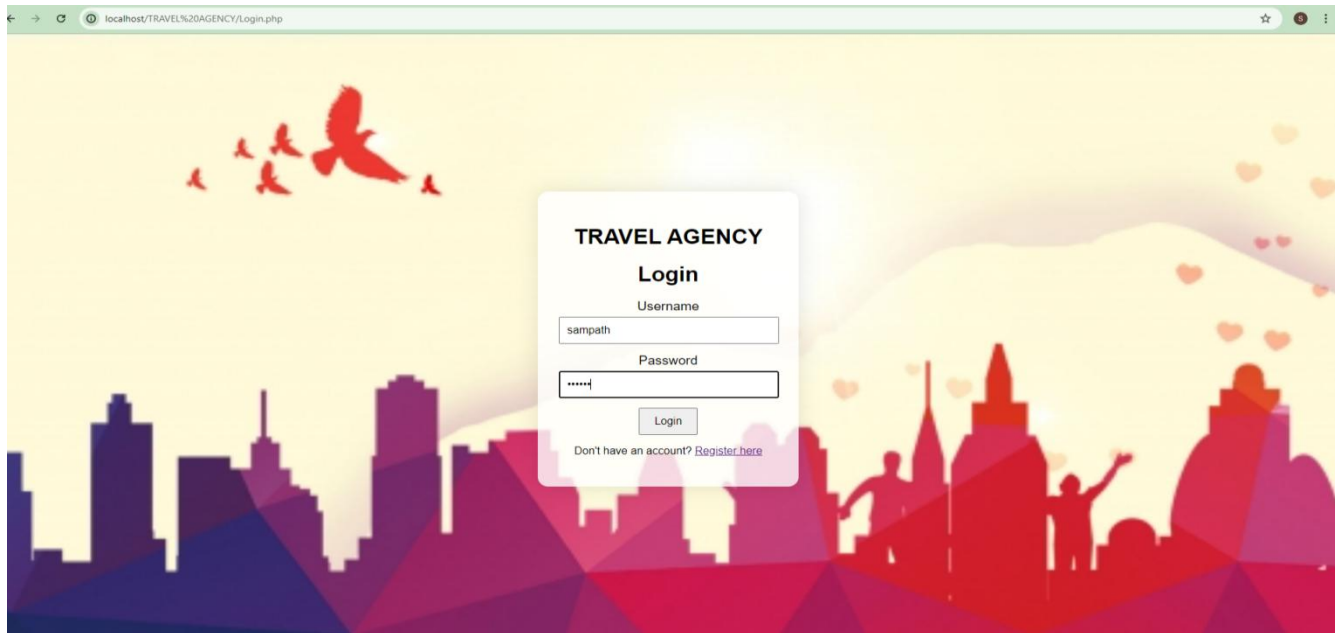 localhost/TRAVEL%20AGENCY/Login.php
S
TRAVEL AGENCY
Login
Username
sampath
Password
••••••
Login
Don't have an account? Register here